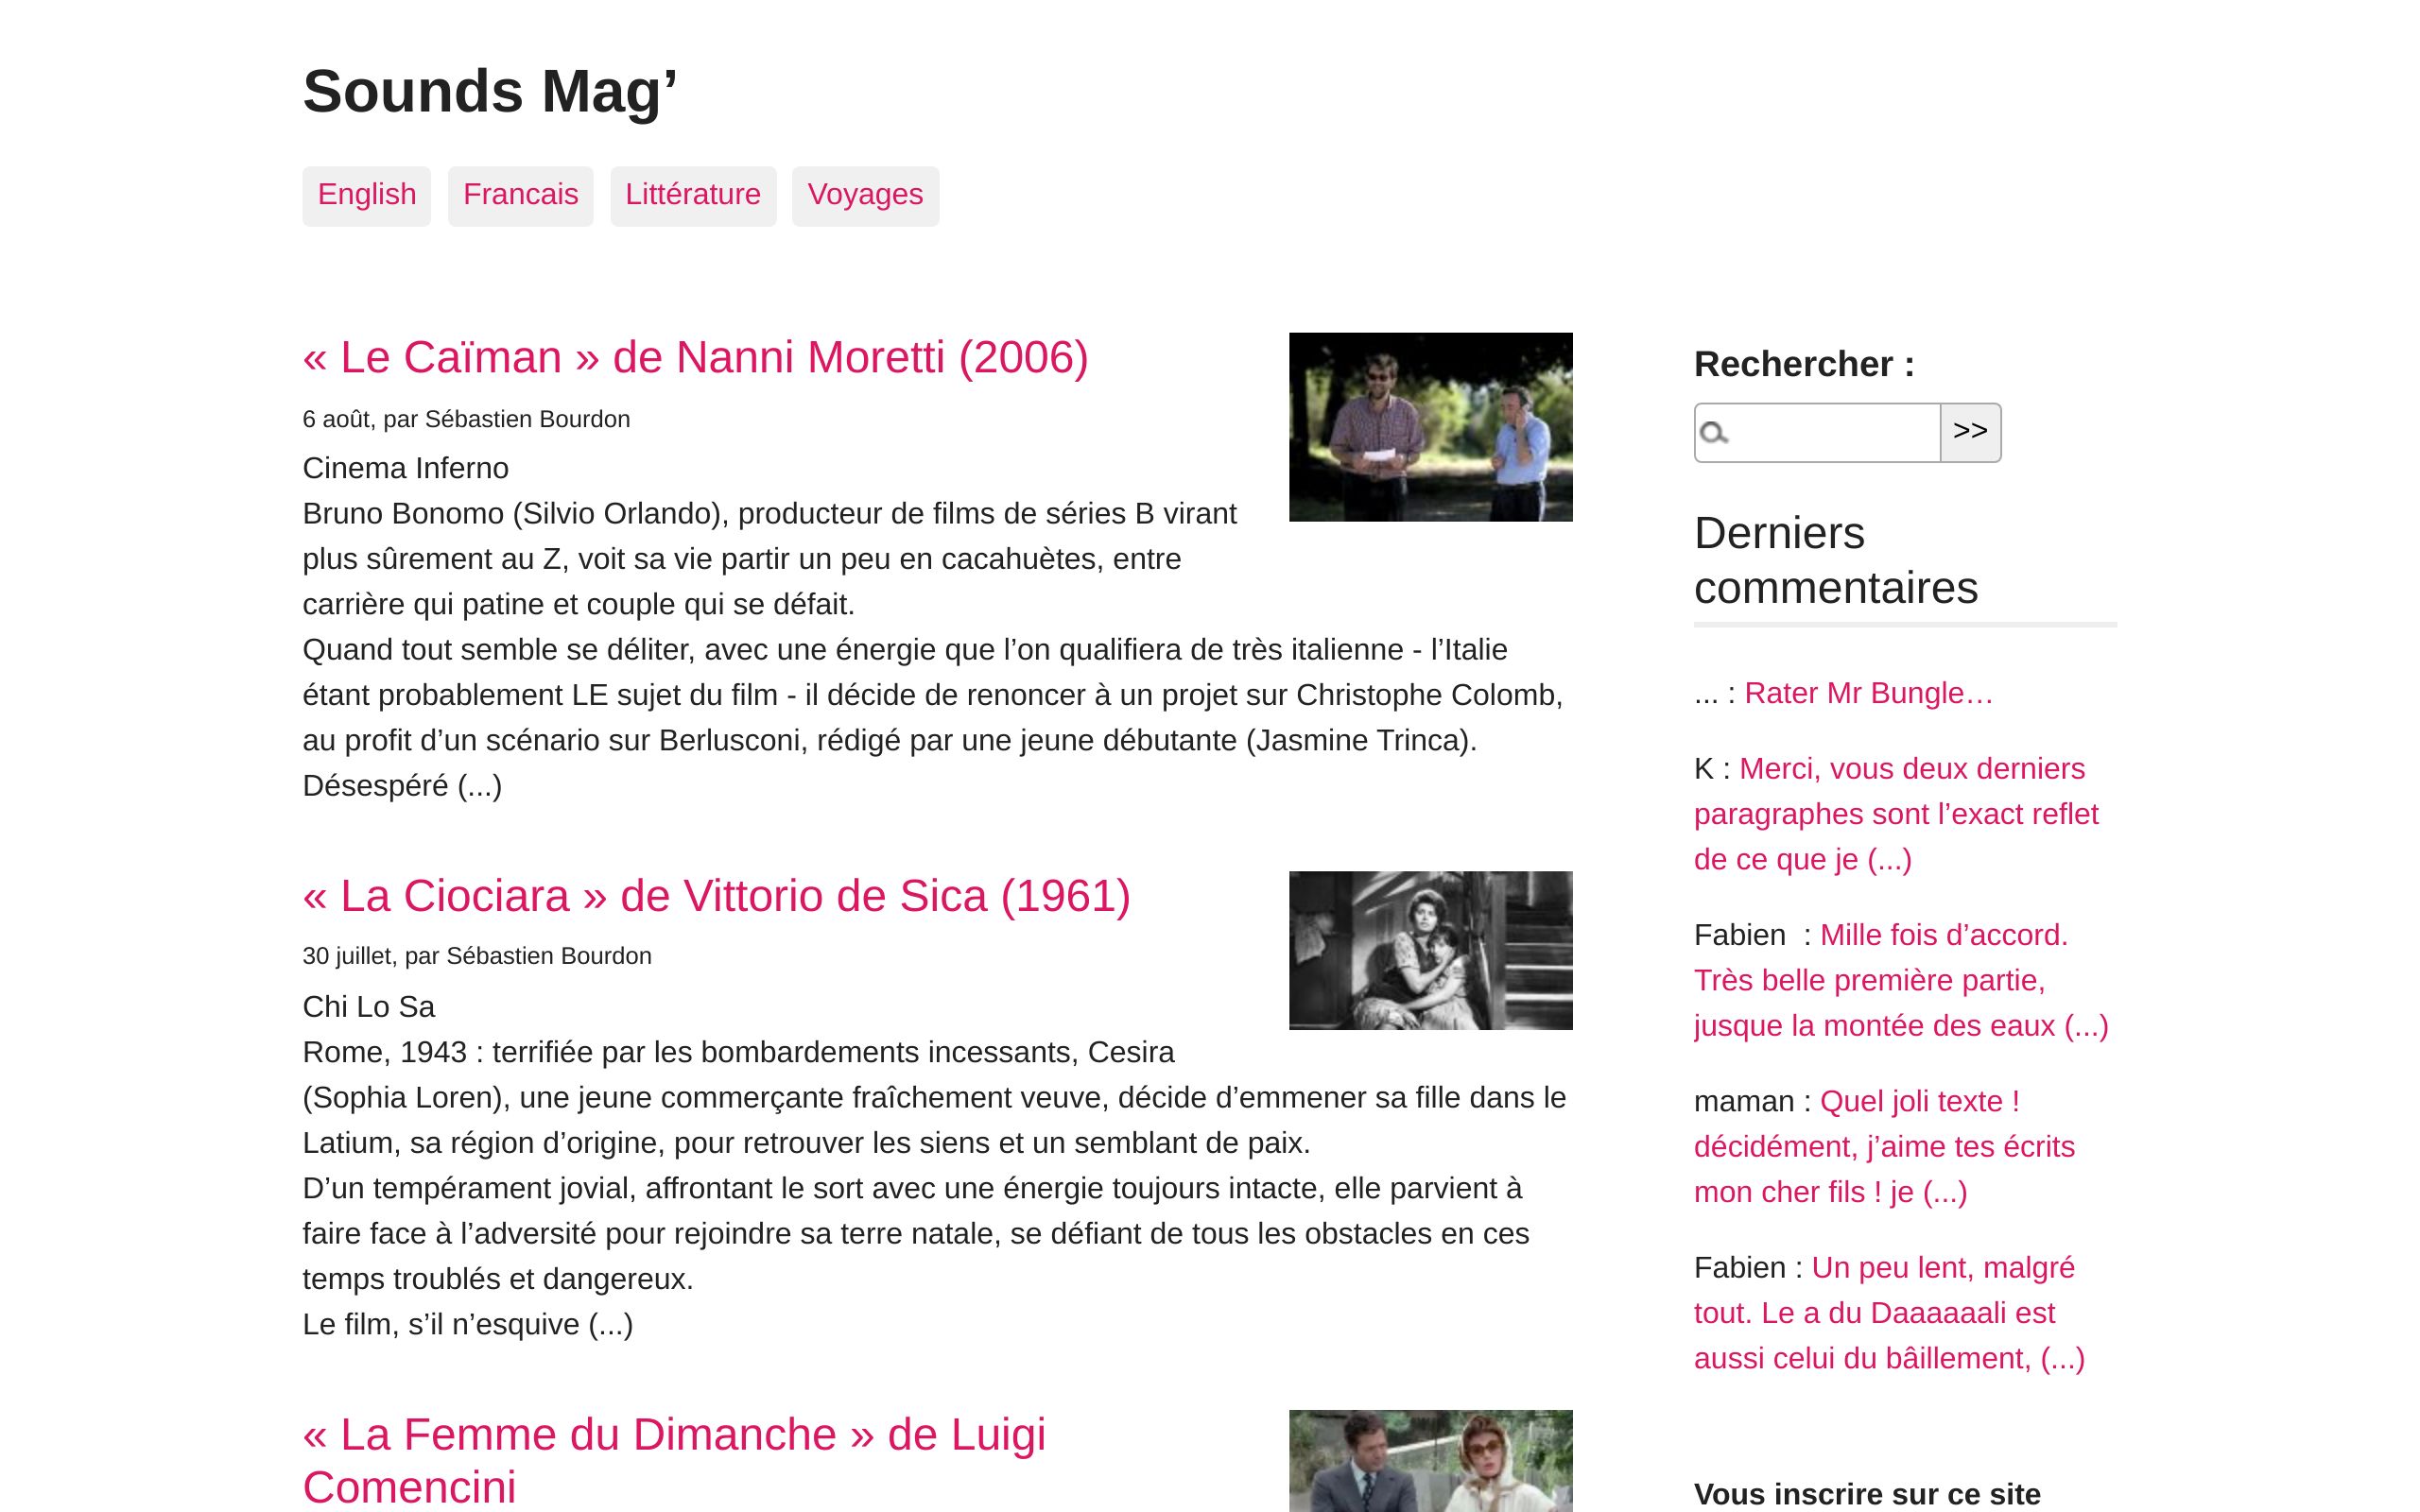 Sounds Mag’
English
Francais
Littérature
Voyages
« Le Caïman » de Nanni Moretti (2006)
6 août, par Sébastien Bourdon
Cinema Inferno
Bruno Bonomo (Silvio Orlando), producteur de films de séries B virant
plus sûrement au Z, voit sa vie partir un peu en cacahuètes, entre
carrière qui patine et couple qui se défait.
Quand tout semble se déliter, avec une énergie que l’on qualifiera de très italienne - l’Italie
étant probablement LE sujet du film - il décide de renoncer à un projet sur Christophe Colomb,
au profit d’un scénario sur Berlusconi, rédigé par une jeune débutante (Jasmine Trinca).
Désespéré (...)
« La Ciociara » de Vittorio de Sica (1961)
30 juillet, par Sébastien Bourdon
Chi Lo Sa
Rome, 1943 : terrifiée par les bombardements incessants, Cesira
(Sophia Loren), une jeune commerçante fraîchement veuve, décide d’emmener sa fille dans le
Latium, sa région d’origine, pour retrouver les siens et un semblant de paix.
D’un tempérament jovial, affrontant le sort avec une énergie toujours intacte, elle parvient à
faire face à l’adversité pour rejoindre sa terre natale, se défiant de tous les obstacles en ces
temps troublés et dangereux.
Le film, s’il n’esquive (...)
« La Femme du Dimanche » de Luigi
Comencini
Rechercher :
>>
Derniers
commentaires
... : Rater Mr Bungle…
K : Merci, vous deux derniers
paragraphes sont l’exact reflet
de ce que je (...)
Fabien  : Mille fois d’accord.
Très belle première partie,
jusque la montée des eaux (...)
maman : Quel joli texte !
décidément, j’aime tes écrits
mon cher fils ! je (...)
Fabien : Un peu lent, malgré
tout. Le a du Daaaaaali est
aussi celui du bâillement, (...)
Vous inscrire sur ce site